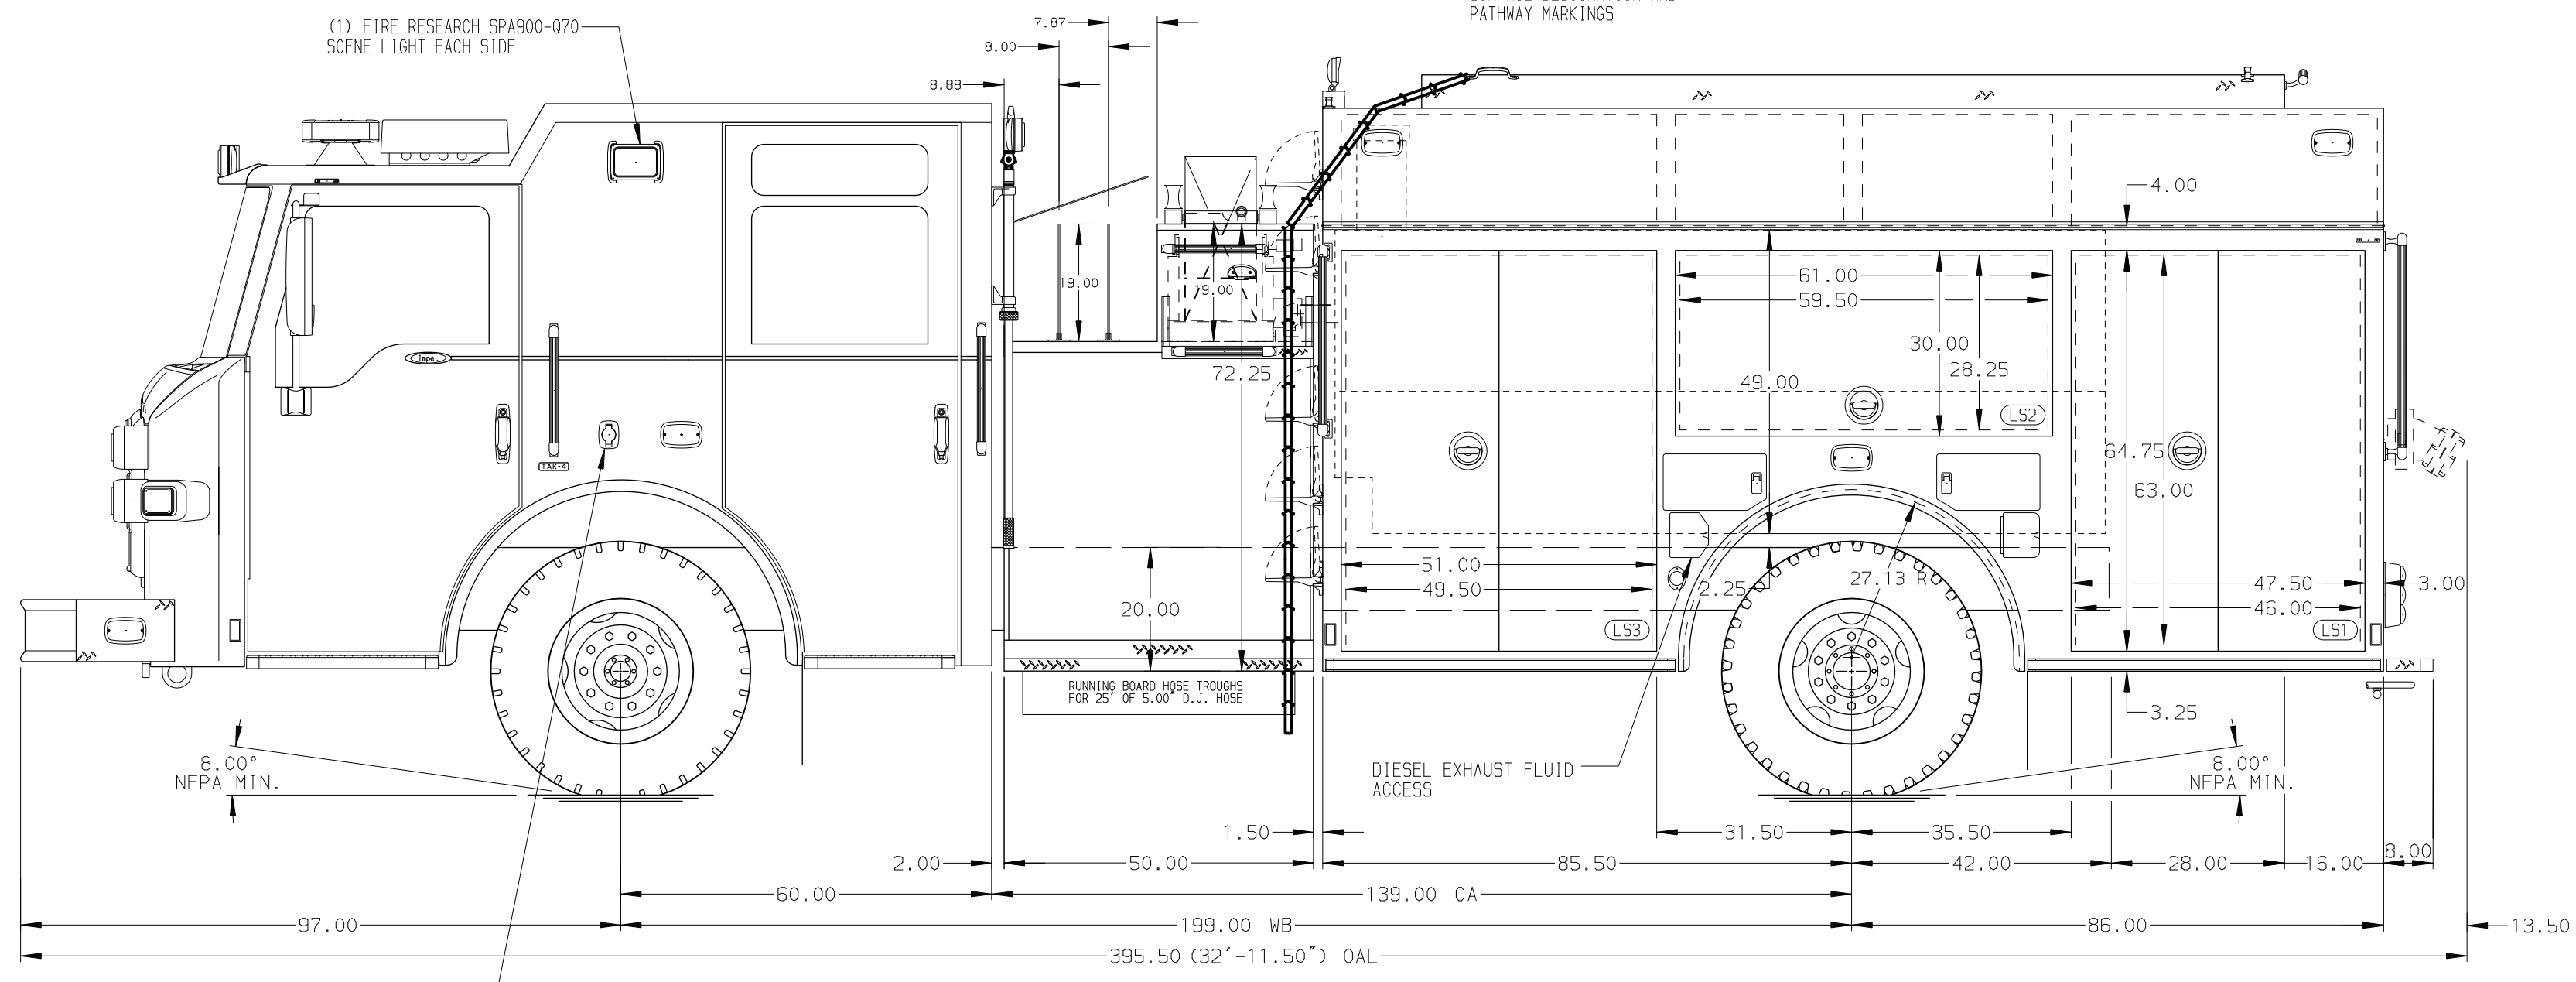 PATHWAY MARKINGS
(1) FIRE RESEARCH SPA900-Q70
SCENE LIGHT EACH SIDE
7.87
8.00
8.88
4.00
19.00
19.00
72.25
61.00
59.50
30.00
28.25
49.00
LS2
Impel
TAK-4
64.75
63.00
51.00
49.50
2.25
27.13 R
47.50
46.00
3.00
20.00
LS3
LS1
RUNNING BOARD HOSE TROUGHS
FOR 25' OF 5.00" D.J. HOSE
3.25
8.00°
NFPA MIN.
DIESEL EXHAUST FLUID
ACCESS
8.00°
NFPA MIN.
1.50
31.50
35.50
2.00
50.00
85.50
42.00
28.00
16.00
8.00
60.00
139.00 CA
97.00
199.00 WB
86.00
13.50
395.50 (32'-11.50") OAL